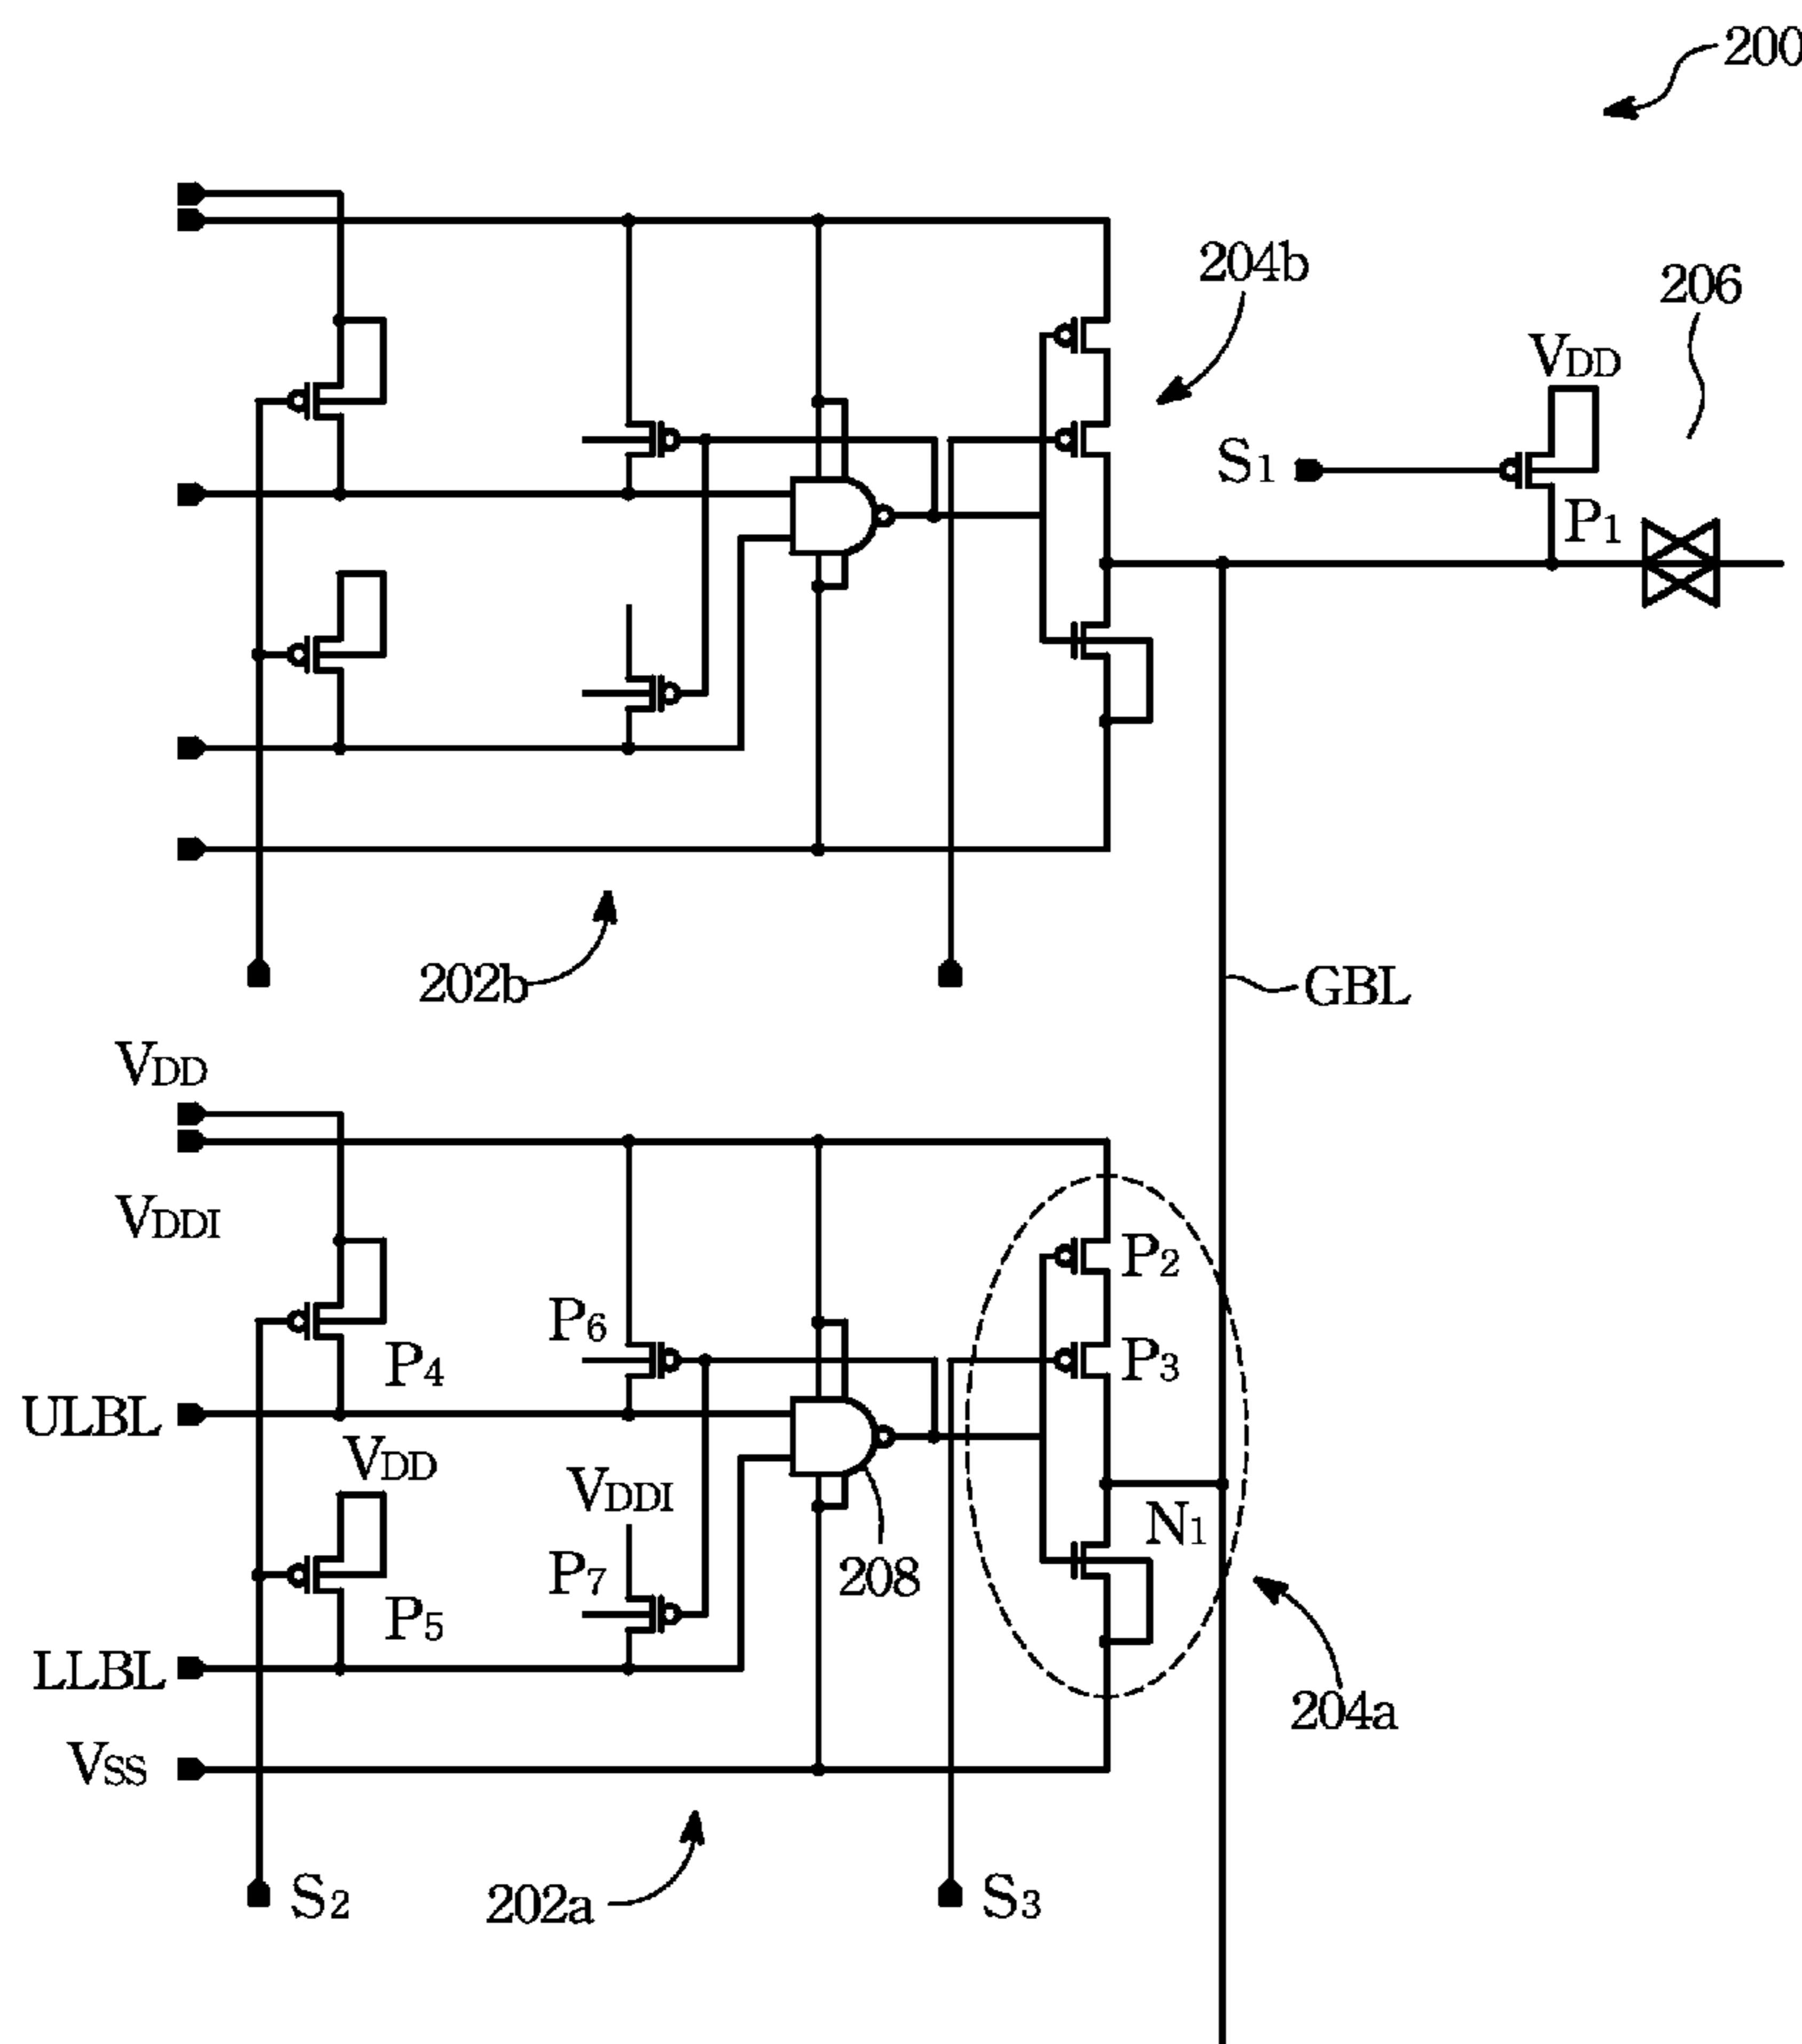 200
204b
206
VDD
S1
P1
202b
GBL
VDD
VDDI
P2
P6
P3
P4
ULBL
VDD
VDDI
N1
P7
208
P5
LLBL
204a
VSS
S2
202a
S3